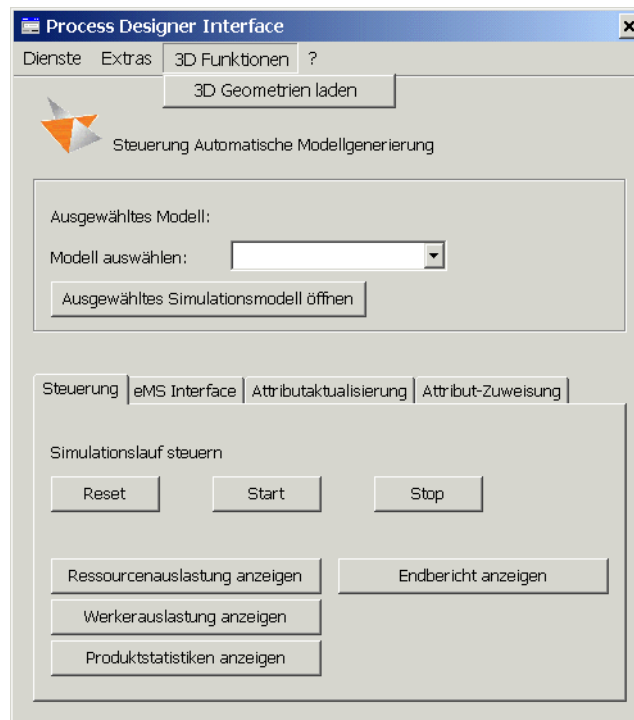 Process Designer Interface
Dienste Extras 3D Funktionen ?
3D Geometrien laden
Steuerung Automatische Modellgenerierung
Ausgewähltes Modell:
Modell auswählen:
Ausgewähltes Simulationsmodell öffnen
Steuerung eMS Interface Attributaktualisierung Attribut-Zuweisung
Simulationslauf steuern
Reset Start Stop
Ressourcenauslastung anzeigen Endbericht anzeigen
Werkerauslastung anzeigen
Produktstatistiken anzeigen